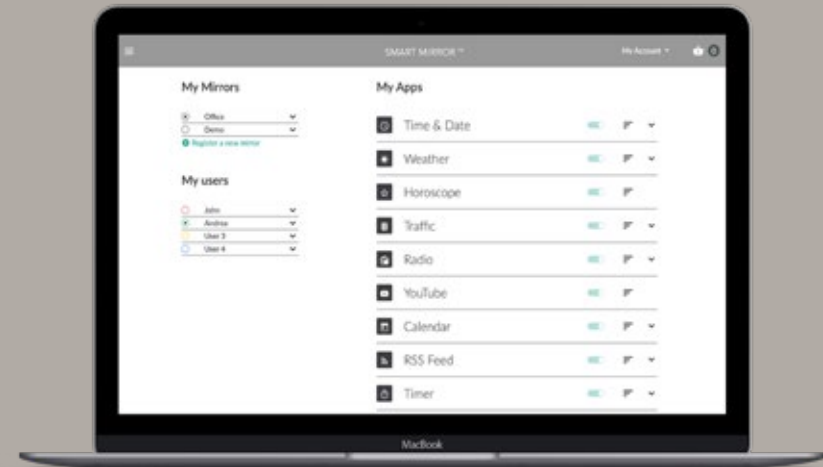 SMART MIRROR ™
My Account
My Mirrors
Office
Demo
Register a new mirror
My users
John
Andrea
User 3
User 4
My Apps
Time & Date
Weather
Horoscope
Traffic
Radio
YouTube
Calendar
RSS Feed
Timer
MacBook